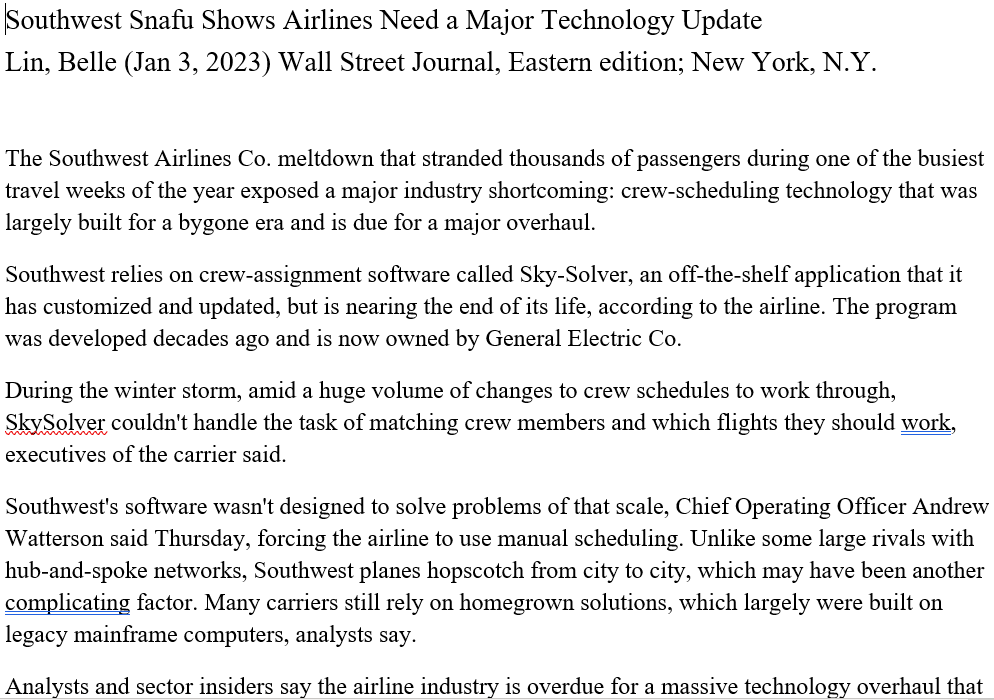 Southwest Snafu Shows Airlines Need a Major Technology Update
Lin, Belle (Jan 3, 2023) Wall Street Journal, Eastern edition; New York, N.Y.
The Southwest Airlines Co. meltdown that stranded thousands of passengers during one of the busiest
travel weeks of the year exposed a major industry shortcoming: crew-scheduling technology that was
largely built for a bygone era and is due for a major overhaul.
Southwest relies on crew-assignment software called Sky-Solver, an off-the-shelf application that it
has customized and updated, but is nearing the end of its life, according to the airline. The program
was developed decades ago and is now owned by General Electric Co.
During the winter storm, amid a huge volume of changes to crew schedules to work through,
SkySolver couldn't handle the task of matching crew members and which flights they should work,
executives of the carrier said.
Southwest's software wasn't designed to solve problems of that scale, Chief Operating Officer Andrew
Watterson said Thursday, forcing the airline to use manual scheduling. Unlike some large rivals with
hub-and-spoke networks, Southwest planes hopscotch from city to city, which may have been another
complicating factor. Many carriers still rely on homegrown solutions, which largely were built on
legacy mainframe computers, analysts say.
Analysts and sector insiders say the airline industry is overdue for a massive technology overhaul that